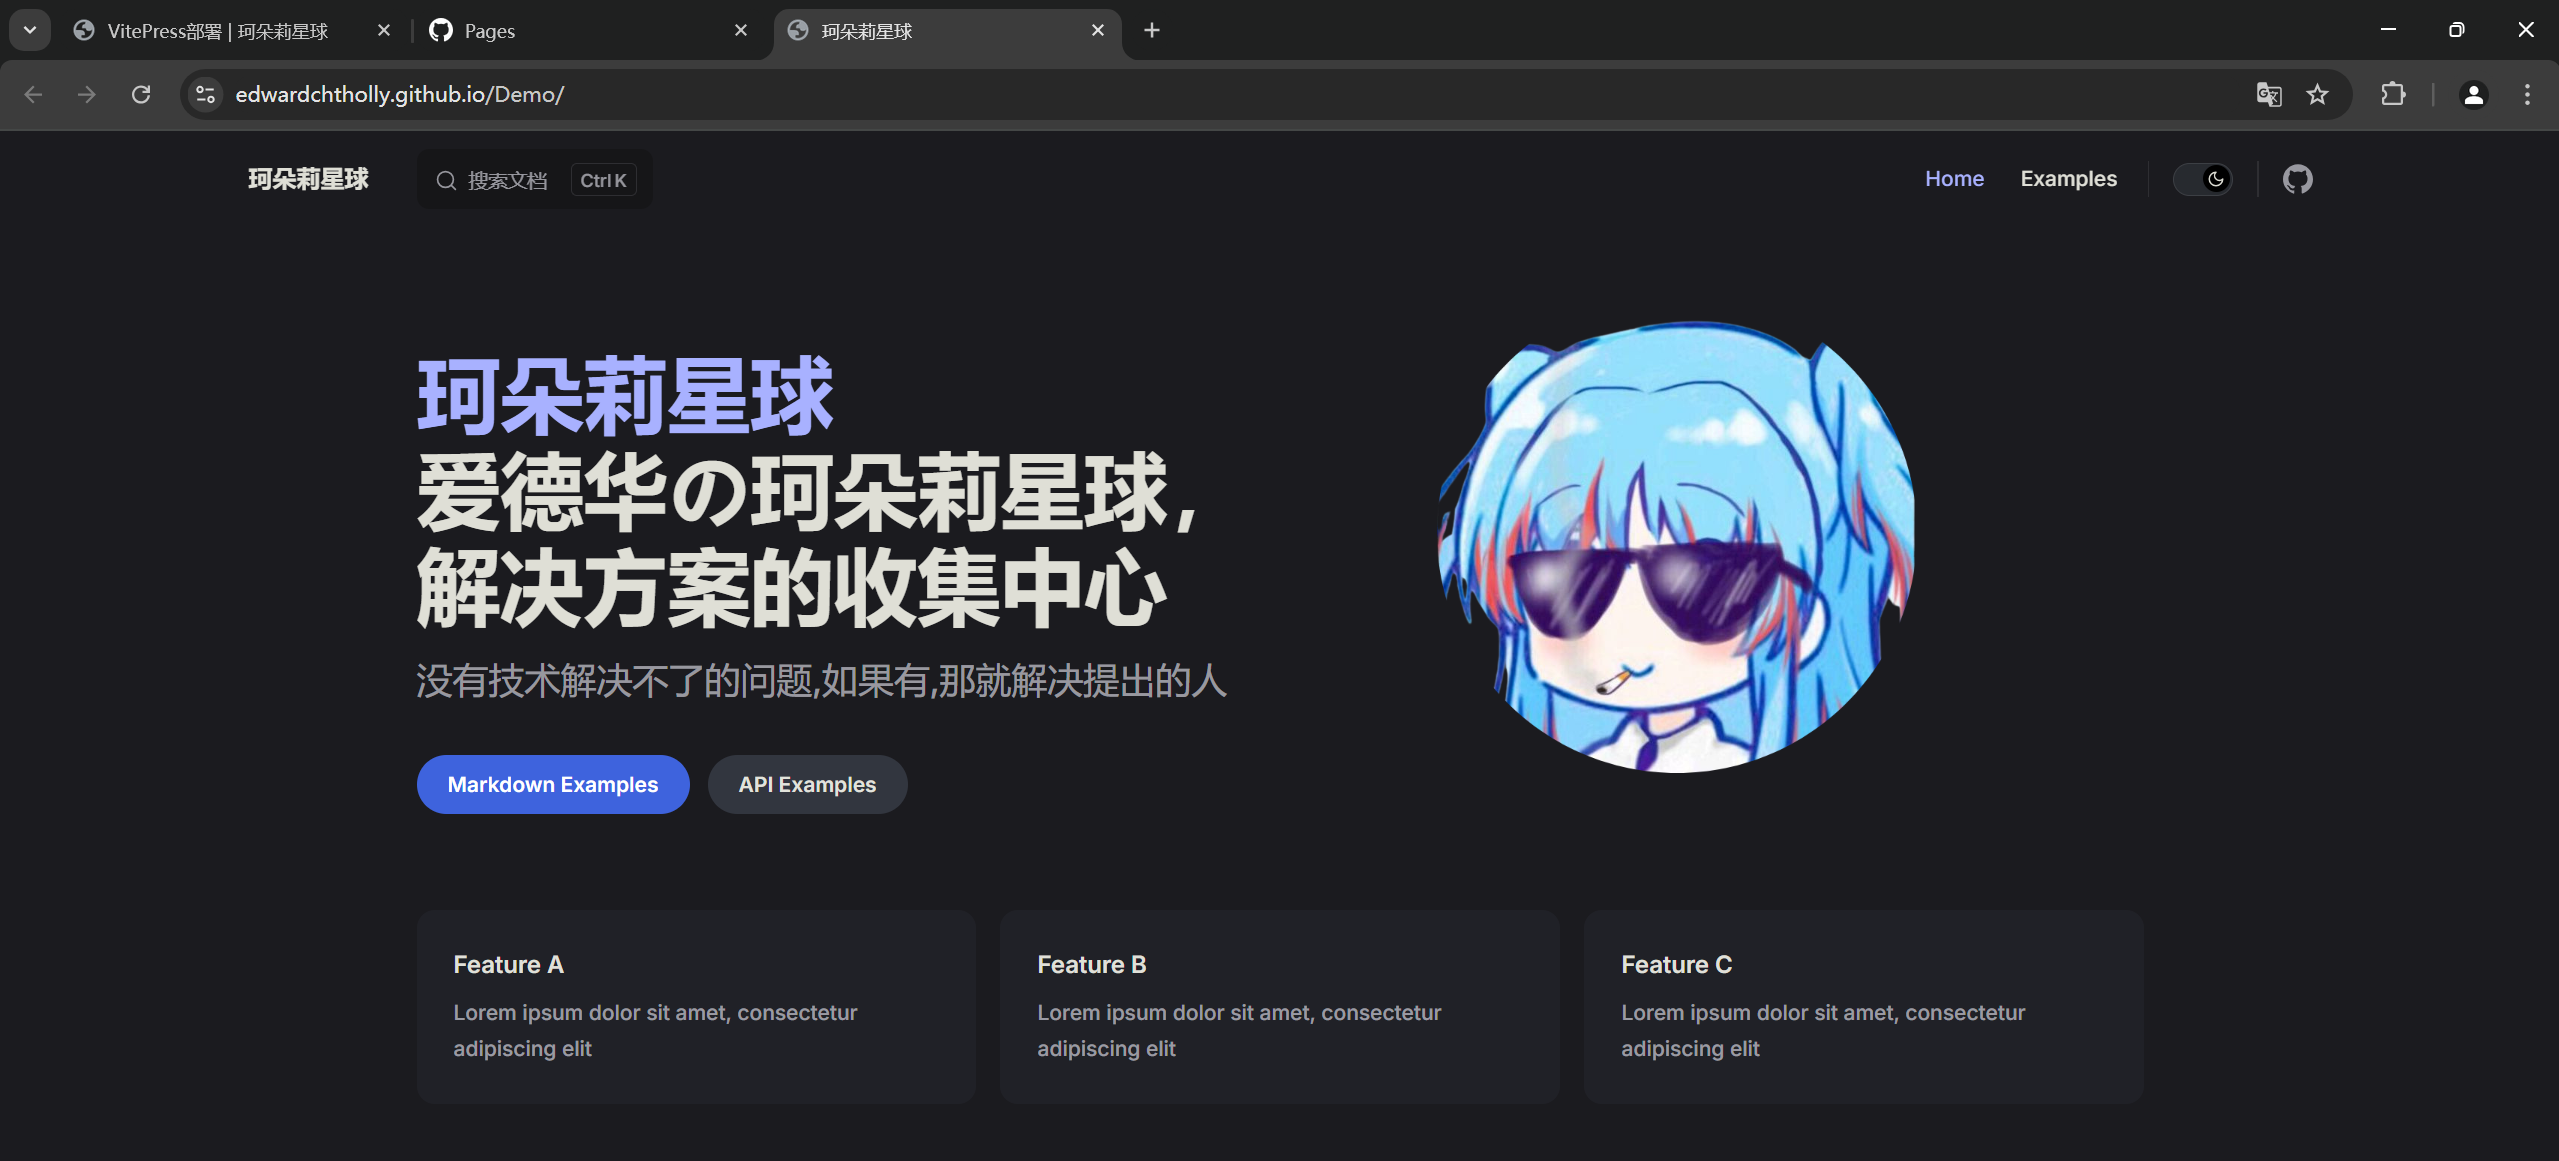 VitePress部署 | 珂朵莉星球
Pages
珂朵莉星球
edwardchtholly.github.io/Demo/
珂朵莉星球
搜索文档
Ctrl K
Home
Examples
珂朵莉星球
爱德华の珂朵莉星球，
解决方案的收集中心
没有技术解决不了的问题,如果有,那就解决提出的人
Markdown Examples
API Examples
Feature A
Lorem ipsum dolor sit amet, consectetur
adipiscing elit
Feature B
Lorem ipsum dolor sit amet, consectetur
adipiscing elit
Feature C
Lorem ipsum dolor sit amet, consectetur
adipiscing elit